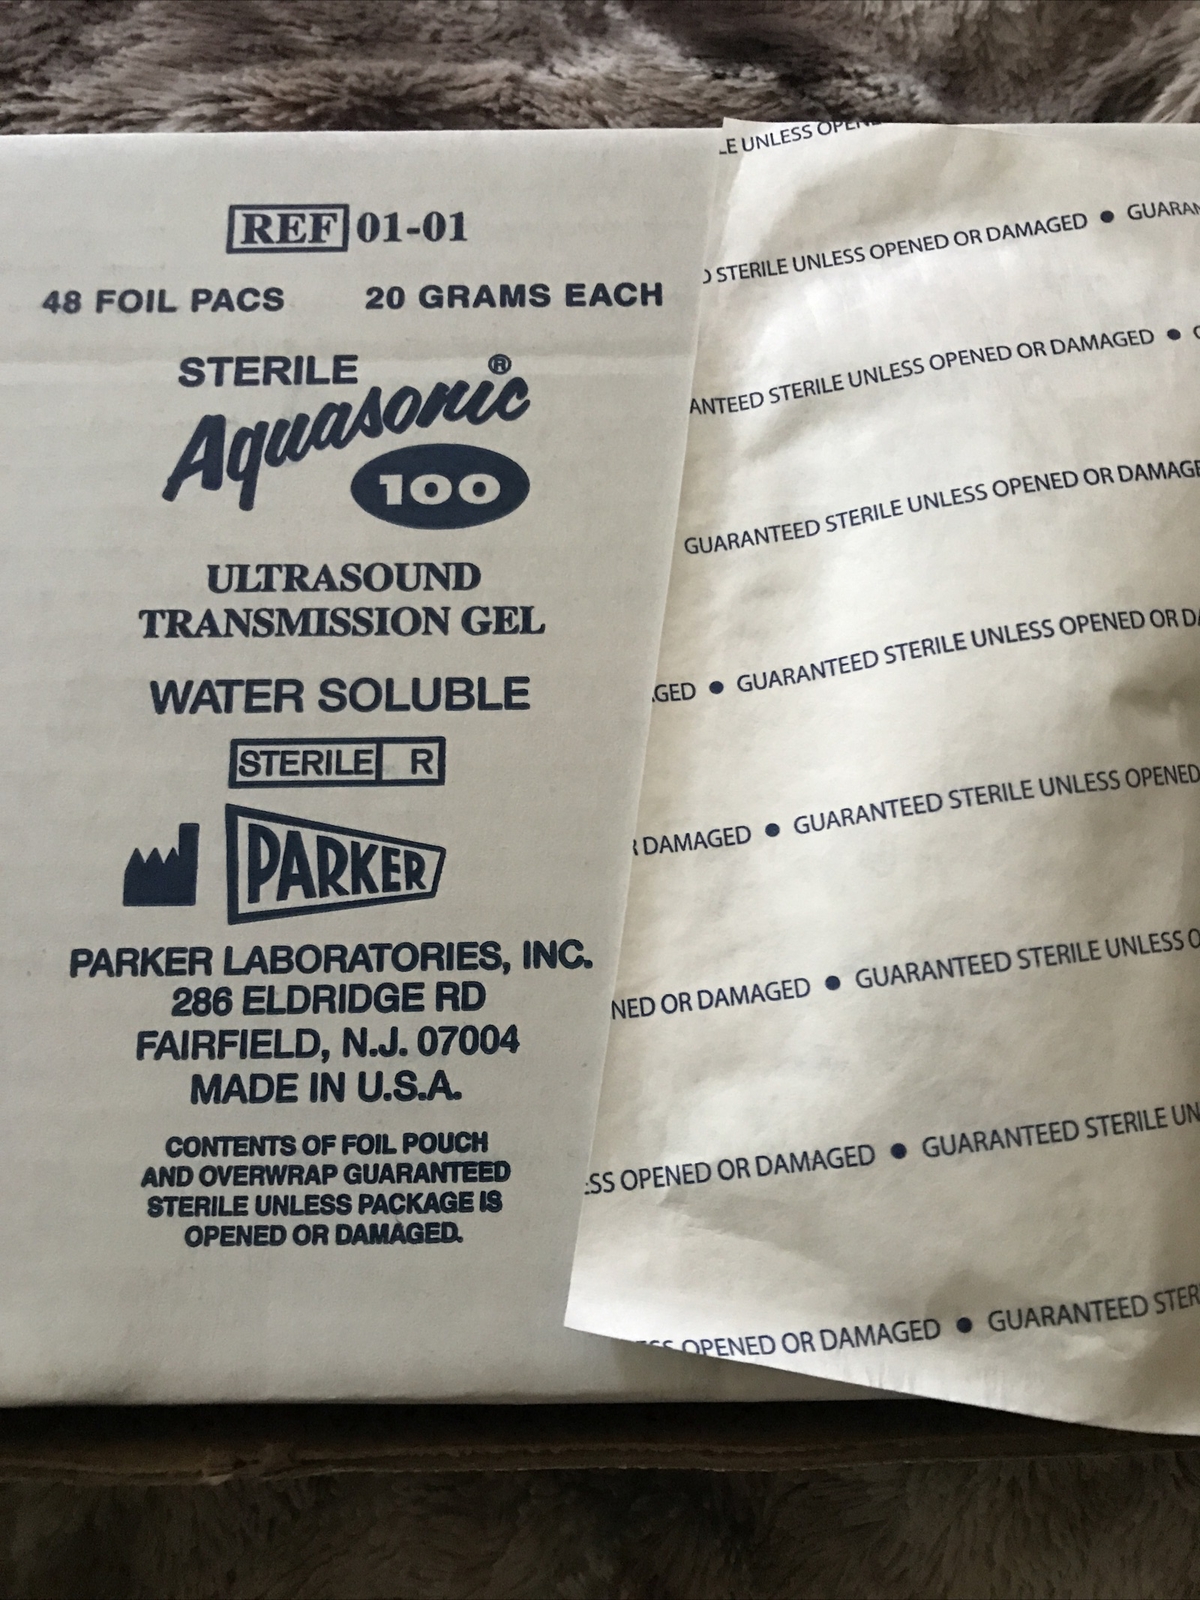 REF 01-01
48 FOIL PACS 20 GRAMS EACH
STERILE
Aquasonic®
100
ULTRASOUND
TRANSMISSION GEL
WATER SOLUBLE
STERILE R
PARKER
PARKER LABORATORIES, INC.
286 ELDRIDGE RD
FAIRFIELD, N.J. 07004
MADE IN U.S.A.
CONTENTS OF FOIL POUCH
AND OVERWRAP GUARANTEED
STERILE UNLESS PACKAGE IS
OPENED OR DAMAGED.
UNLESS
STERILE UNLESS OPENED OR DAMAGED ●
STERILE UNLESS OPENED OR DAMAGED ●
GUARANTEED STERILE UNLESS OPENED OR
● GUARANTEED STERILE UNLESS OPENED OR
DAMAGED ● GUARANTEED STERILE UNLESS OPENED
OR DAMAGED ● GUARANTEED STERILE UNLESS
OPENED OR DAMAGED ● GUARANTEED STERILE
OPENED OR DAMAGED ● GUARANTEED